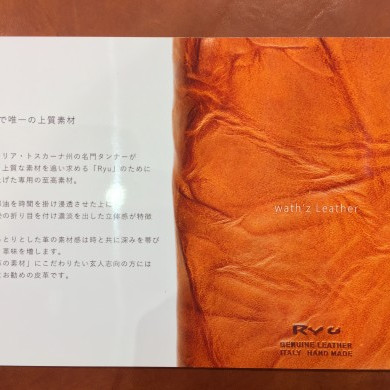 で唯一の上質素材
リア・トスカーナ州の名門タンナーが
上質な素材を追い求める「Ryu」のために
げた専用の至高素材。
油を時間を掛け浸透させた上に
の折り目を付け濃淡を出した立体感が特徴
とりとした革の素材感は時と共に深みを帯び
革味を増します。
の素材」にこだわりたい玄人志向の方には
お勧めの皮革です。
wath'z Leather
RYU
GENUINE LEATHER
ITALY HAND MADE